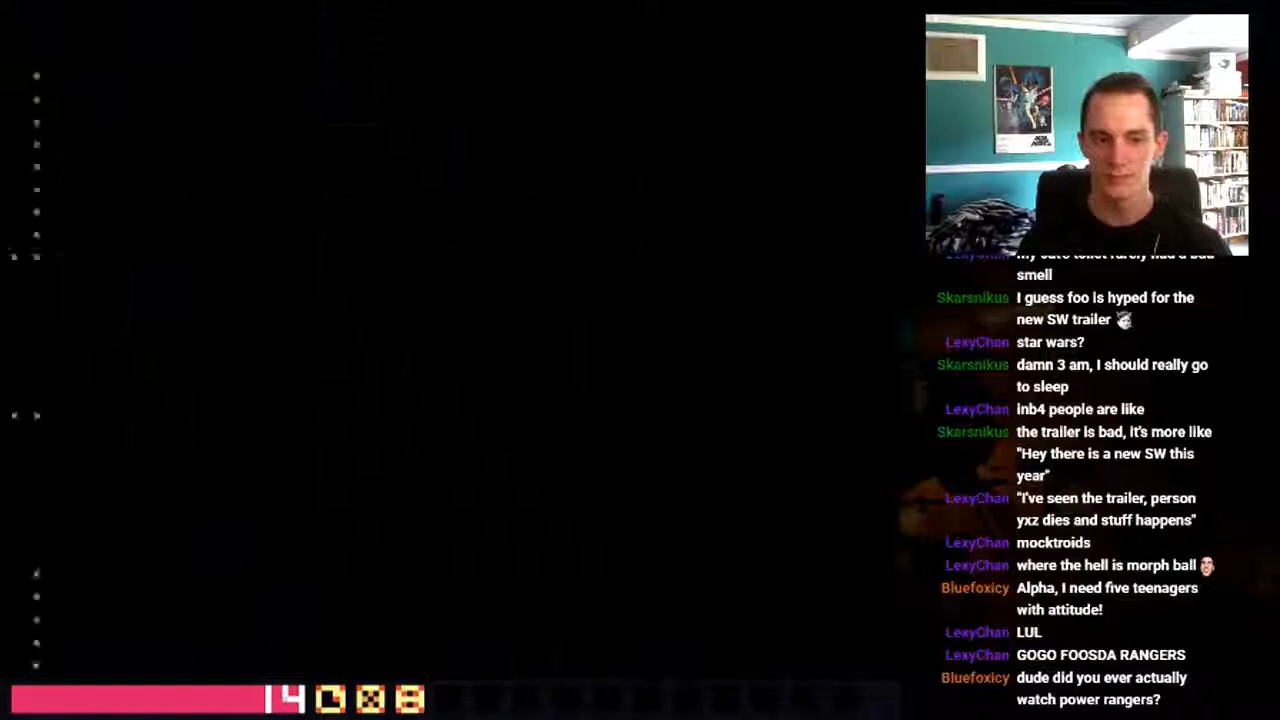 smell
Skarsnikus I guess foo is hyped for the
new SW trailer
LexyChan star wars?
Skarsnikus damn 3 am, I should really go
to sleep
LexyChan inb4 people are like
Skarsnikus the trailer is bad, it's more like
"Hey there is a new SW this
year"
LexyChan "I've seen the trailer, person
yxz dies and stuff happens"
LexyChan mocktroids
LexyChan where the hell is morph ball
Bluefoxicy Alpha, I need five teenagers
with attitude!
LexyChan LUL
LexyChan GOGO FOOSDA RANGERS
Bluefoxicy dude did you ever actually
watch power rangers?
14